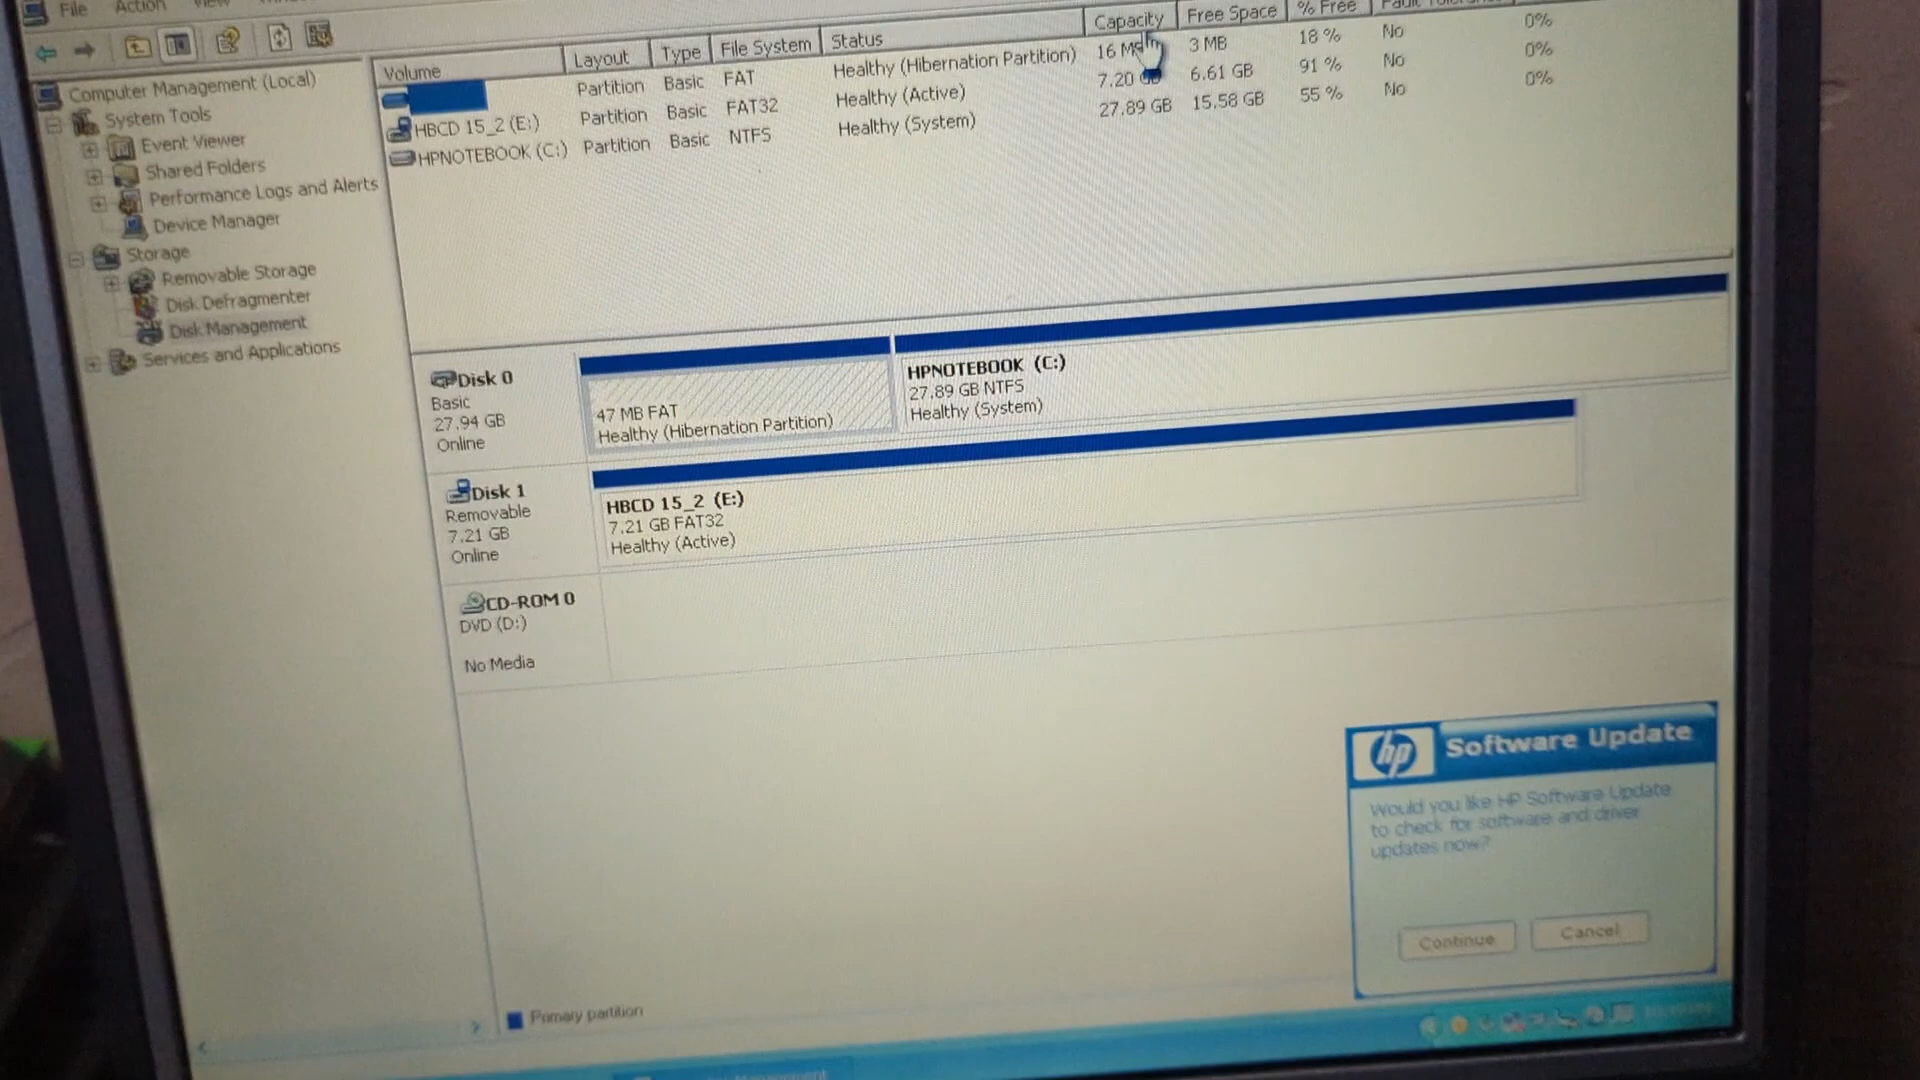 File Action View
Volume Layout Type File System Status Capacity Free Space % Free
Partition Basic FAT Healthy (Hibernation Partition) 16 3 MB 18 % No 0%
HBCD 15_2 (E:) Partition Basic FAT32 Healthy (Active) 7.20 GB 6.61 GB 91 % No 0%
HPNOTEBOOK (C:) Partition Basic NTFS Healthy (System) 27.89 GB 15.58 GB 55 % No 0%
Computer Management (Local)
System Tools
Event Viewer
Shared Folders
Performance Logs and Alerts
Device Manager
Storage
Removable Storage
Disk Defragmenter
Disk Management
Services and Applications
Disk 0
Basic
27.94 GB
Online
47 MB FAT
Healthy (Hibernation Partition)
HPNOTEBOOK (C:)
27.89 GB NTFS
Healthy (System)
Disk 1
Removable
7.21 GB
Online
HBCD 15_2 (E:)
7.21 GB FAT32
Healthy (Active)
CD-ROM 0
DVD (D:)
No Media
Primary partition
hp Software Update
Would you like HP Software Update
to check for software and driver
updates now?
Continue Cancel